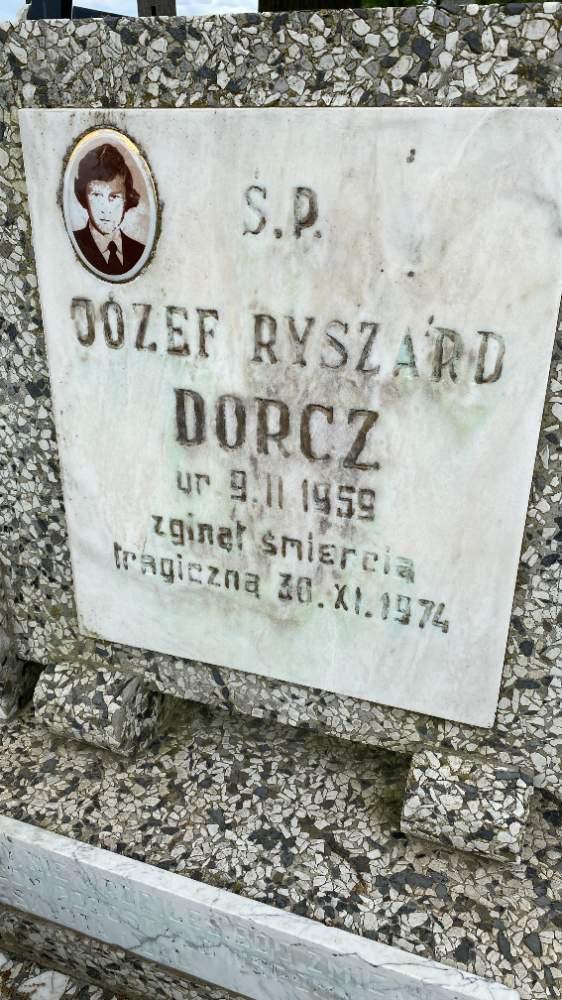 Ś.P.
JÓZEF RYSZARD
DORCZ
ur 9.II 1959
zginął śmiercią
tragiczną 30.XI.1974